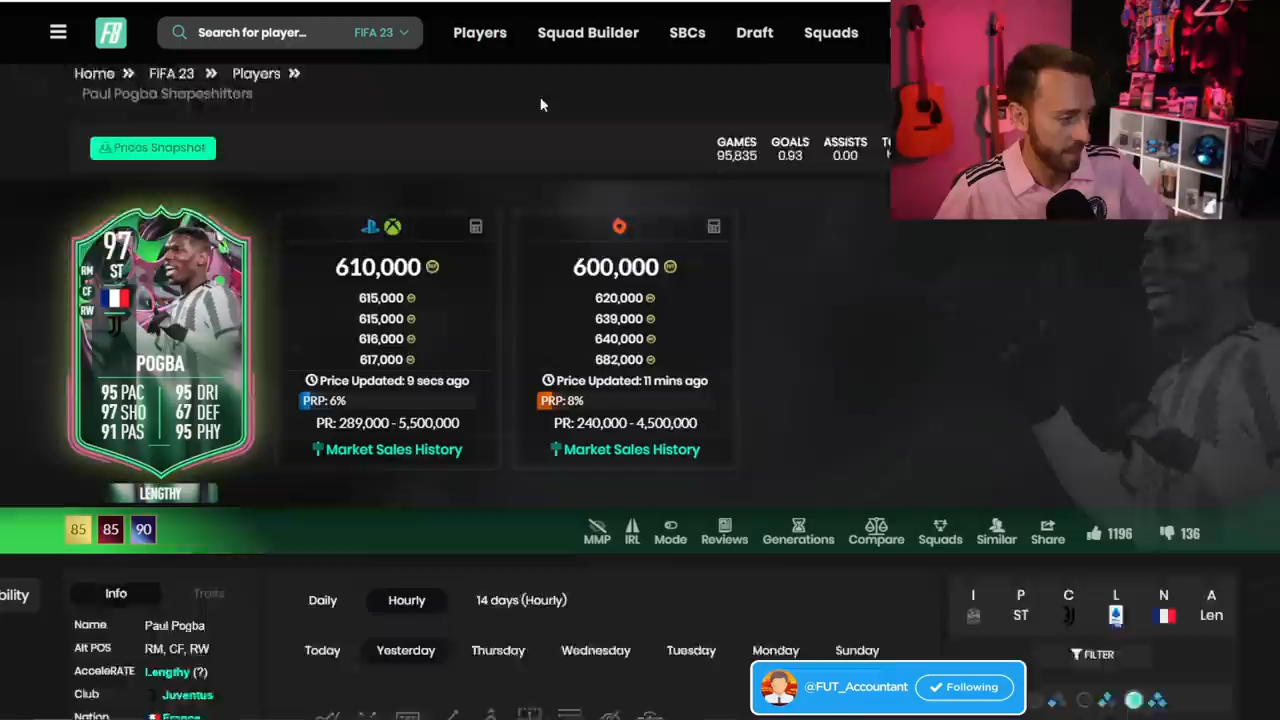 FB
Search for player...
FIFA 23
Players
Squad Builder
SBCs
Draft
Squads
Home » FIFA 23 » Players »
Paul Pogba Shapeshifters
Prices Snapshot
GAMES
95,835
GOALS
0.93
ASSISTS
0.00
97
ST
RM
CF
RW
POGBA
95 PAC
97 SHO
91 PAS
95 DRI
67 DEF
95 PHY
LENGTHY
610,000
615,000
615,000
616,000
617,000
Price Updated: 9 secs ago
PRP: 6%
PR: 289,000 - 5,500,000
Market Sales History
600,000
620,000
639,000
640,000
682,000
Price Updated: 11 mins ago
PRP: 8%
PR: 240,000 - 4,500,000
Market Sales History
85
85
90
MMP
IRL
Mode
Reviews
Generations
Compare
Squads
Similar
Share
1196
136
Info
Traits
Name
Paul Pogba
Alt POS
RM, CF, RW
AcceleRATE
Lengthy (?)
Club
Juventus
Nation
France
Daily
Hourly
14 days (Hourly)
Today
Yesterday
Thursday
Wednesday
Tuesday
Monday
Sunday
I
P
C
L
N
A
ST
Len
FILTER
@FUT_Accountant
Following